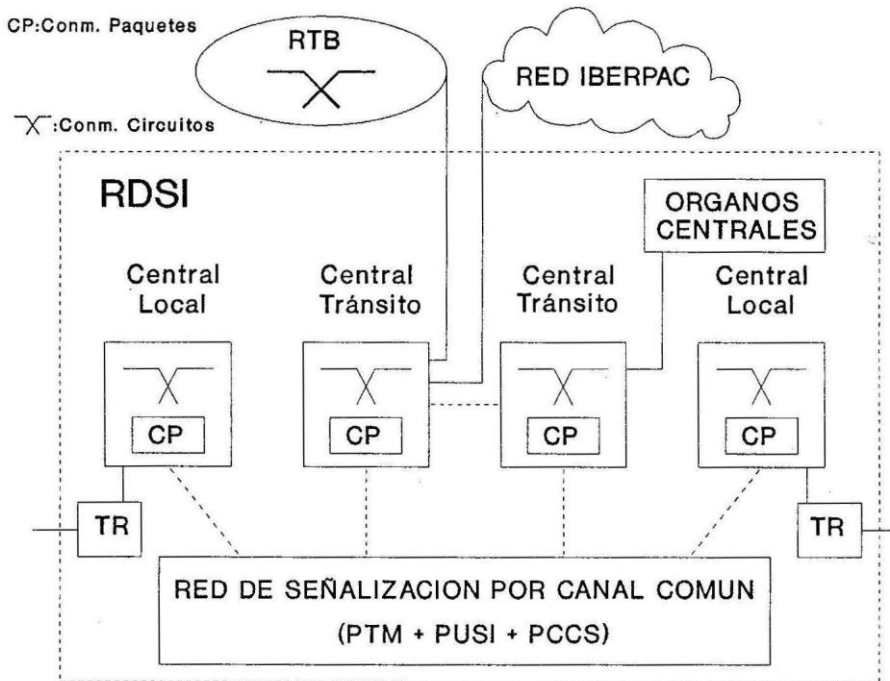 CP:Conm. Paquetes
RTB
RED IBERPAC
:Conm. Circuitos
RDSI
ORGANOS
CENTRALES
Central
Local
Central
Tránsito
Central
Tránsito
Central
Local
CP
CP
CP
CP
TR
TR
RED DE SEÑALIZACION POR CANAL COMUN
(PTM + PUSI + PCCS)